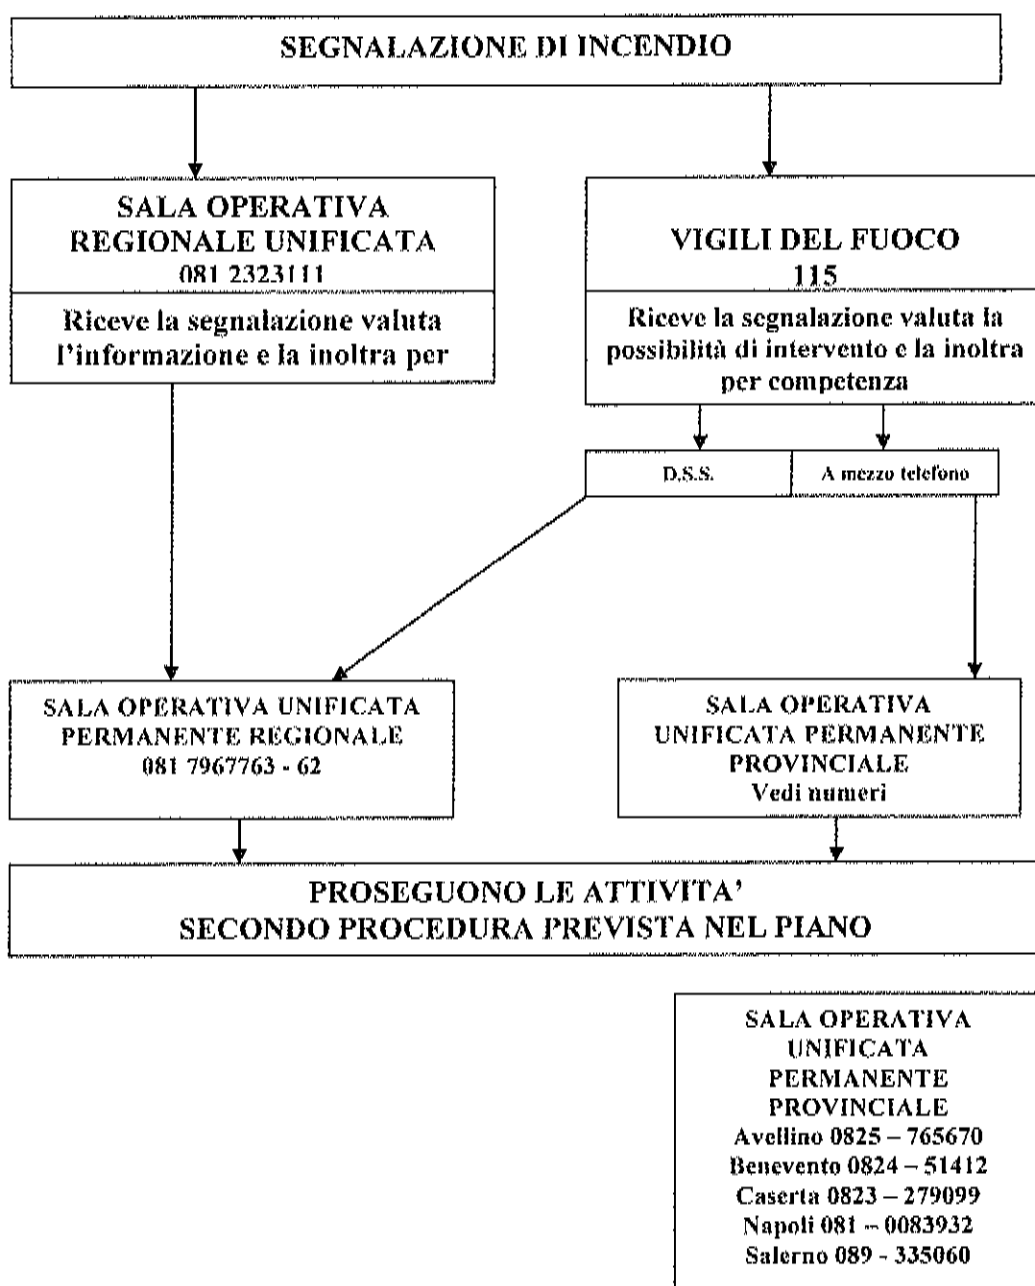 SEGNALAZIONE DI INCENDIO
SALA OPERATIVA
REGIONALE UNIFICATA
081 2323111
Riceve la segnalazione valuta
l'informazione e la inoltra per
VIGILI DEL FUOCO
115
Riceve la segnalazione valuta la
possibilità di intervento e la inoltra
per competenza
D.S.S.
A mezzo telefono
SALA OPERATIVA UNIFICATA
PERMANENTE REGIONALE
081 7967763 - 62
SALA OPERATIVA
UNIFICATA PERMANENTE
PROVINCIALE
Vedi numeri
PROSEGUONO LE ATTIVITA'
SECONDO PROCEDURA PREVISTA NEL PIANO
SALA OPERATIVA
UNIFICATA
PERMANENTE
PROVINCIALE
Avellino 0825 – 765670
Benevento 0824 – 51412
Caserta 0823 – 279099
Napoli 081 – 0083932
Salerno 089 - 335060